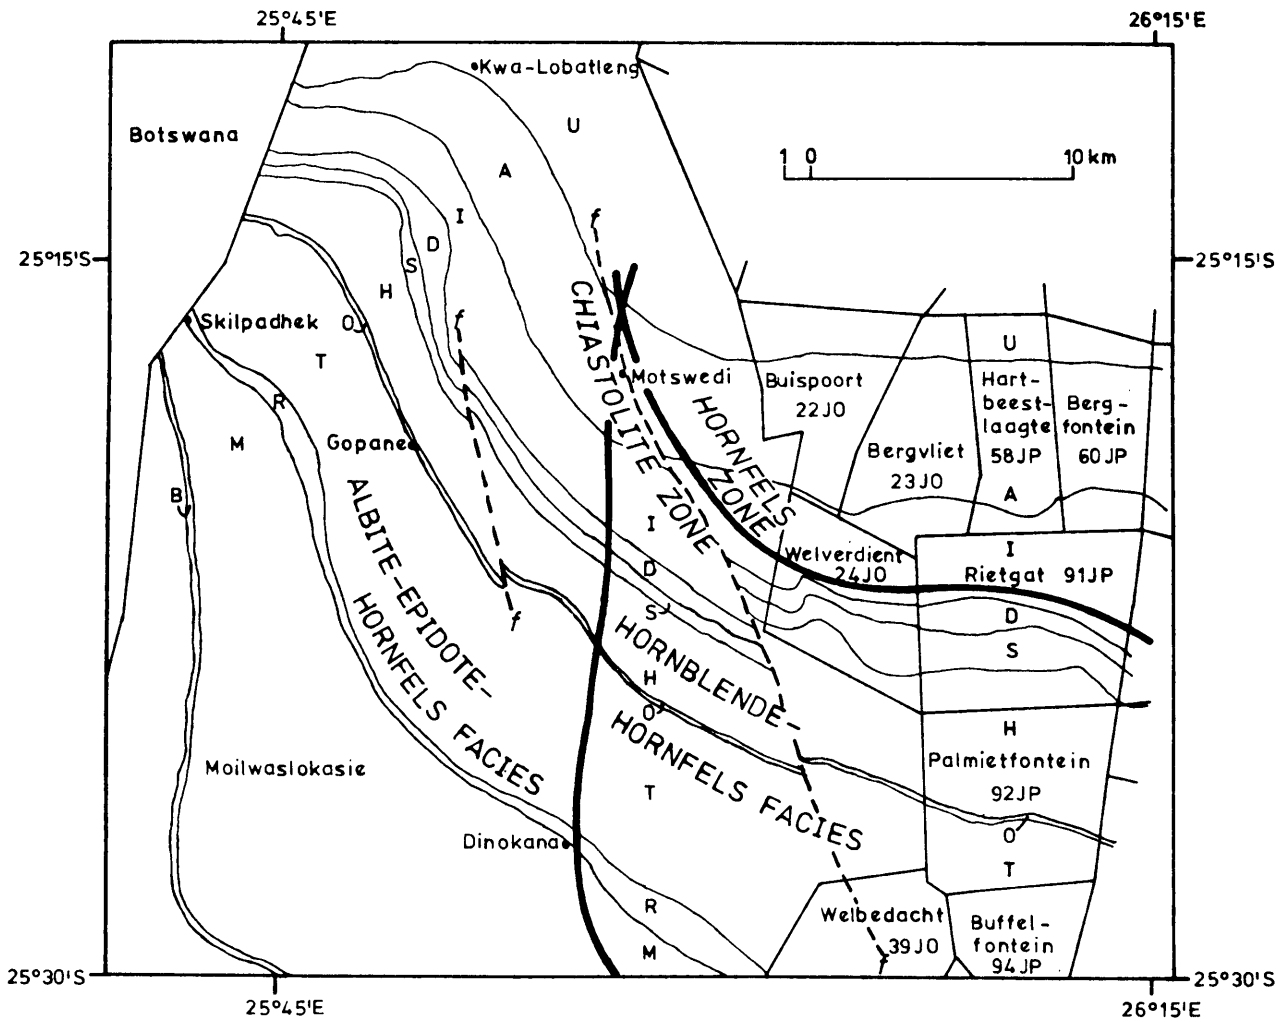 25°45'E
26°15'E
Kwa-Lobatleng
U
Botswana
1 0 10 km
A
I
D
S
H
f
25°15'S
25°15'S
f
Skilpadhek
O
T
CHIASTOLITE ZONE
Motswedi
Buispoort
22JO
U
Hart-
beest-
laagte
58JP
Berg-
fontein
60JP
R
M
Gopane
HORNFELS
ZONE
Bergvliet
23JO
A
B
ALBITE-EPIDOTE-
HORNFELS FACIES
I
Welverdient
24JO
I
Rietgat 91JP
D
D
S
S
f
HORNBLENDE-
HORNFELS FACIES
H
O
H
Palmietfontein
92JP
Moilwaslokasie
T
O
T
Dinokana
R
M
Welbedacht
39JO
f
Buffel-
fontein
94JP
25°30'S
25°30'S
25°45'E
26°15'E